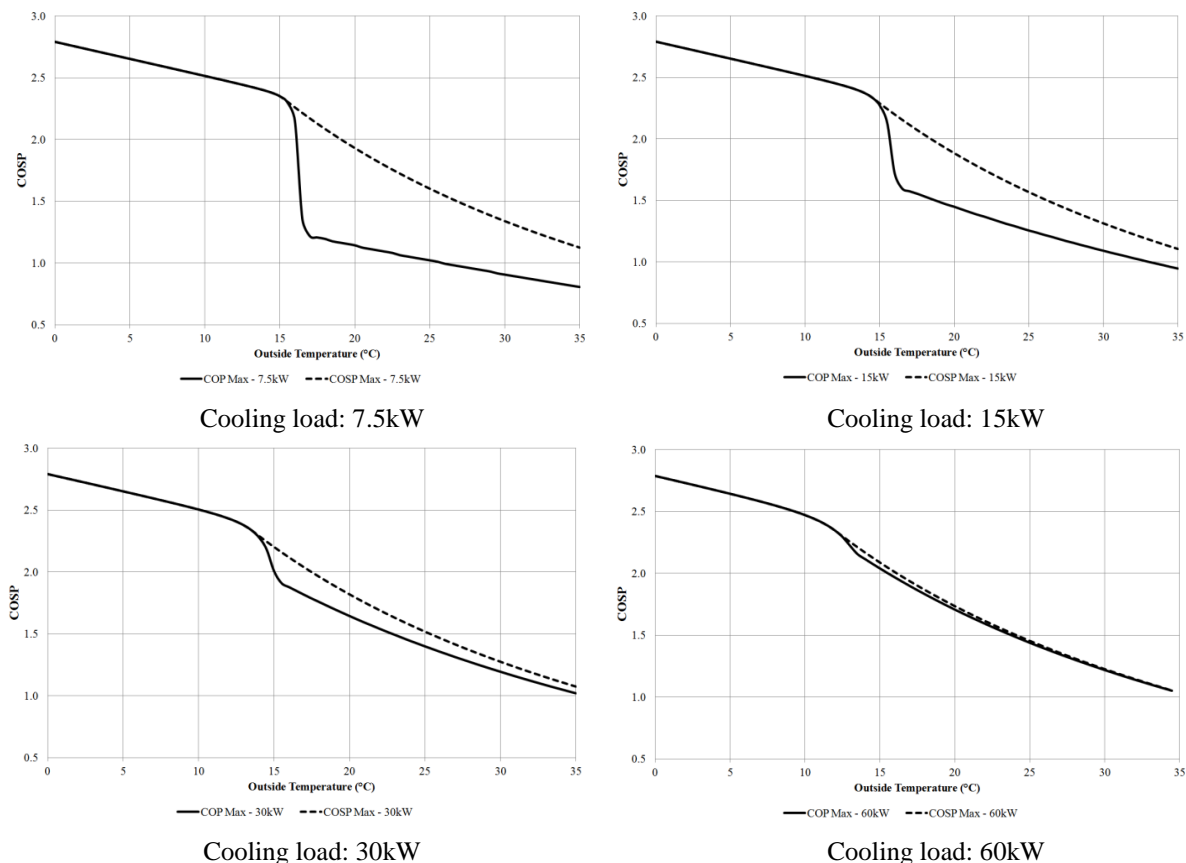 3.0
2.5
2.0
1.5
1.0
0.5
COSP
0 5 10 15 20 25 30 35
Outside Temperature (°C)
COP Max - 7.5kW COSP Max - 7.5kW
Cooling load: 7.5kW
3.0
2.5
2.0
1.5
1.0
0.5
COSP
0 5 10 15 20 25 30 35
Outside Temperature (°C)
COP Max - 15kW COSP Max - 15kW
Cooling load: 15kW
3.0
2.5
2.0
1.5
1.0
0.5
COSP
0 5 10 15 20 25 30 35
Outside Temperature (°C)
COP Max - 30kW COSP Max - 30kW
Cooling load: 30kW
3.0
2.5
2.0
1.5
1.0
0.5
COSP
0 5 10 15 20 25 30 35
Outside Temperature (°C)
COP Max - 60kW COSP Max - 60kW
Cooling load: 60kW